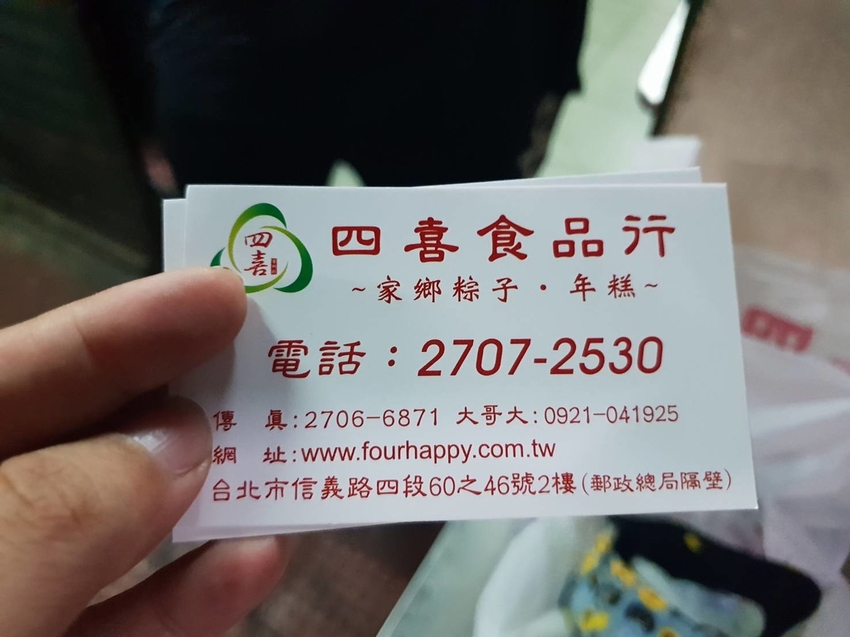 四喜
四喜食品行
~家鄉粽子·年糕~
電話：2707-2530
傳 真:2706-6871 大哥大:0921-041925
網 址:www.fourhappy.com.tw
台北市信義路四段60之46號2樓(郵政總局隔壁)